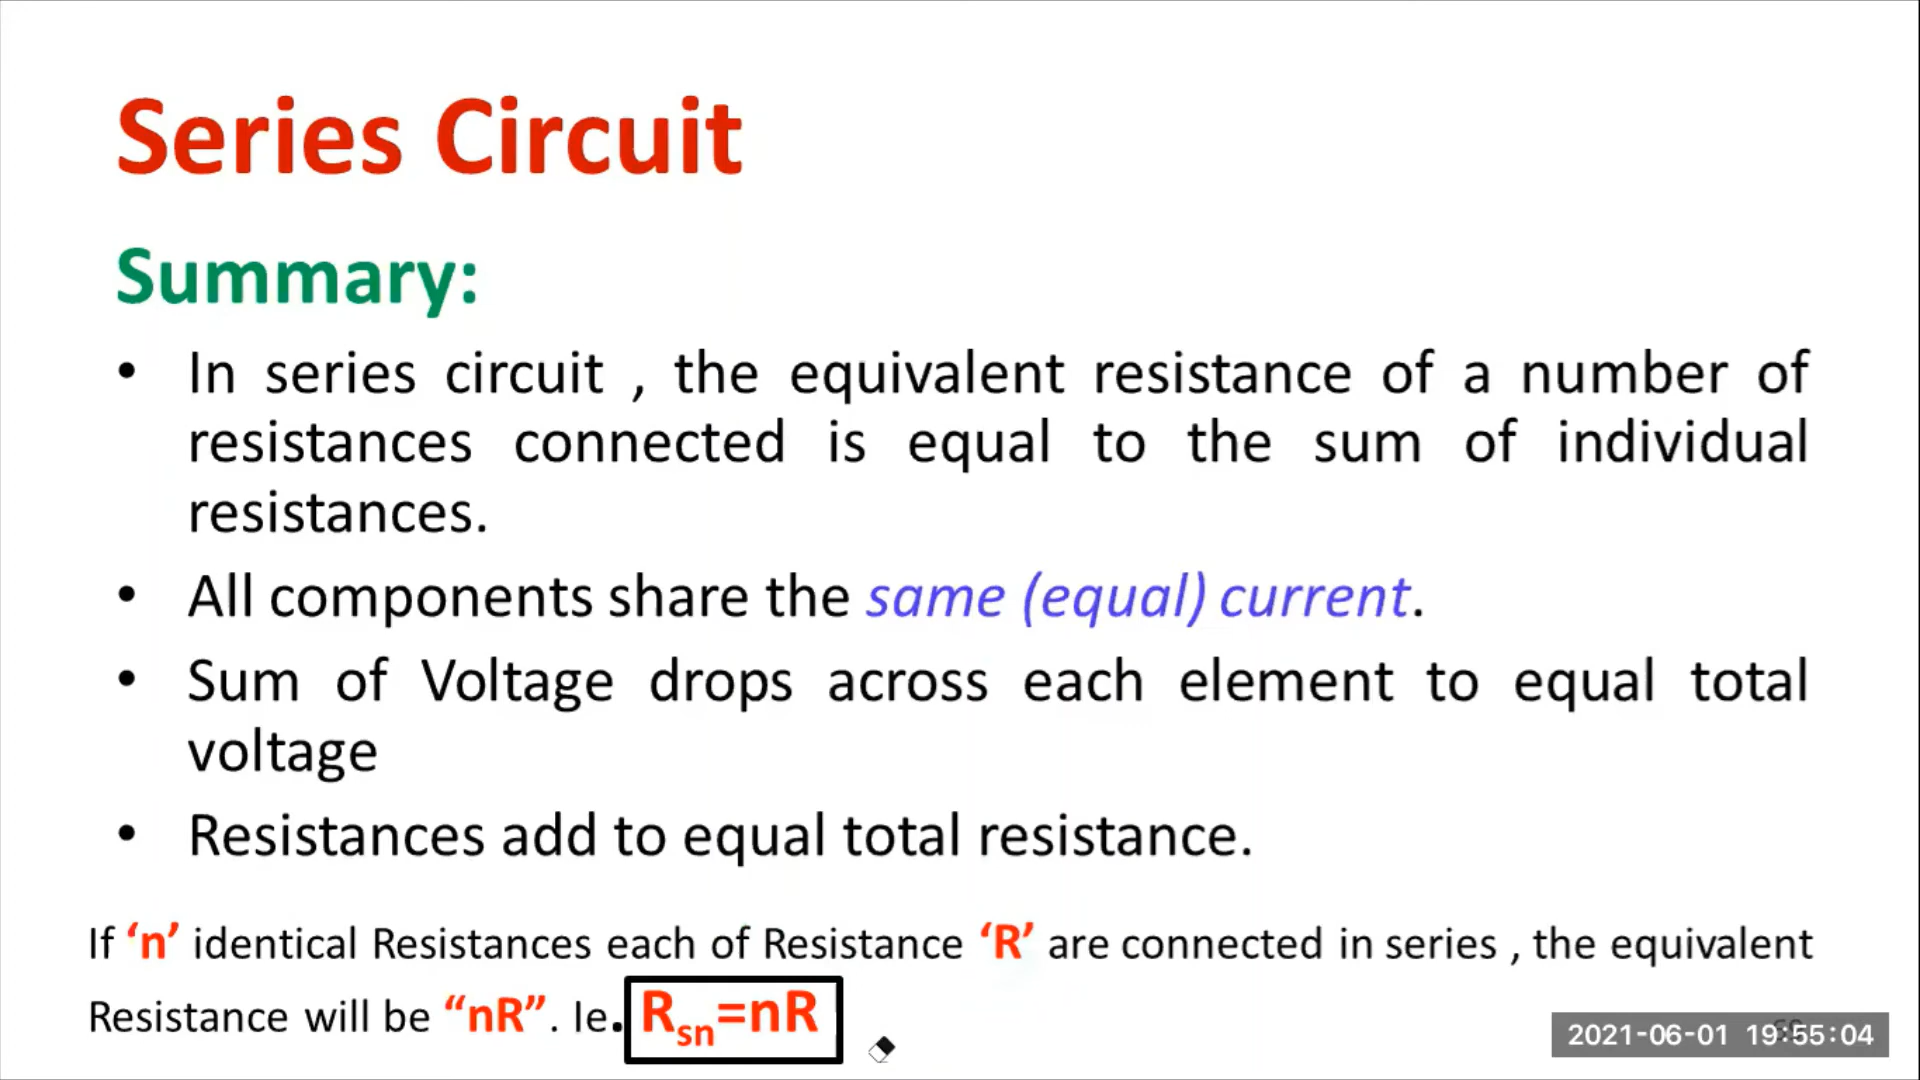 Series Circuit
Summary:
• In series circuit , the equivalent resistance of a number of
resistances connected is equal to the sum of individual
resistances.
• All components share the same (equal) current.
• Sum of Voltage drops across each element to equal total
voltage
• Resistances add to equal total resistance.
If ‘n’ identical Resistances each of Resistance ‘R’ are connected in series , the equivalent
Resistance will be “nR”. Ie. Rsn=nR
2021-06-01 19:55:04